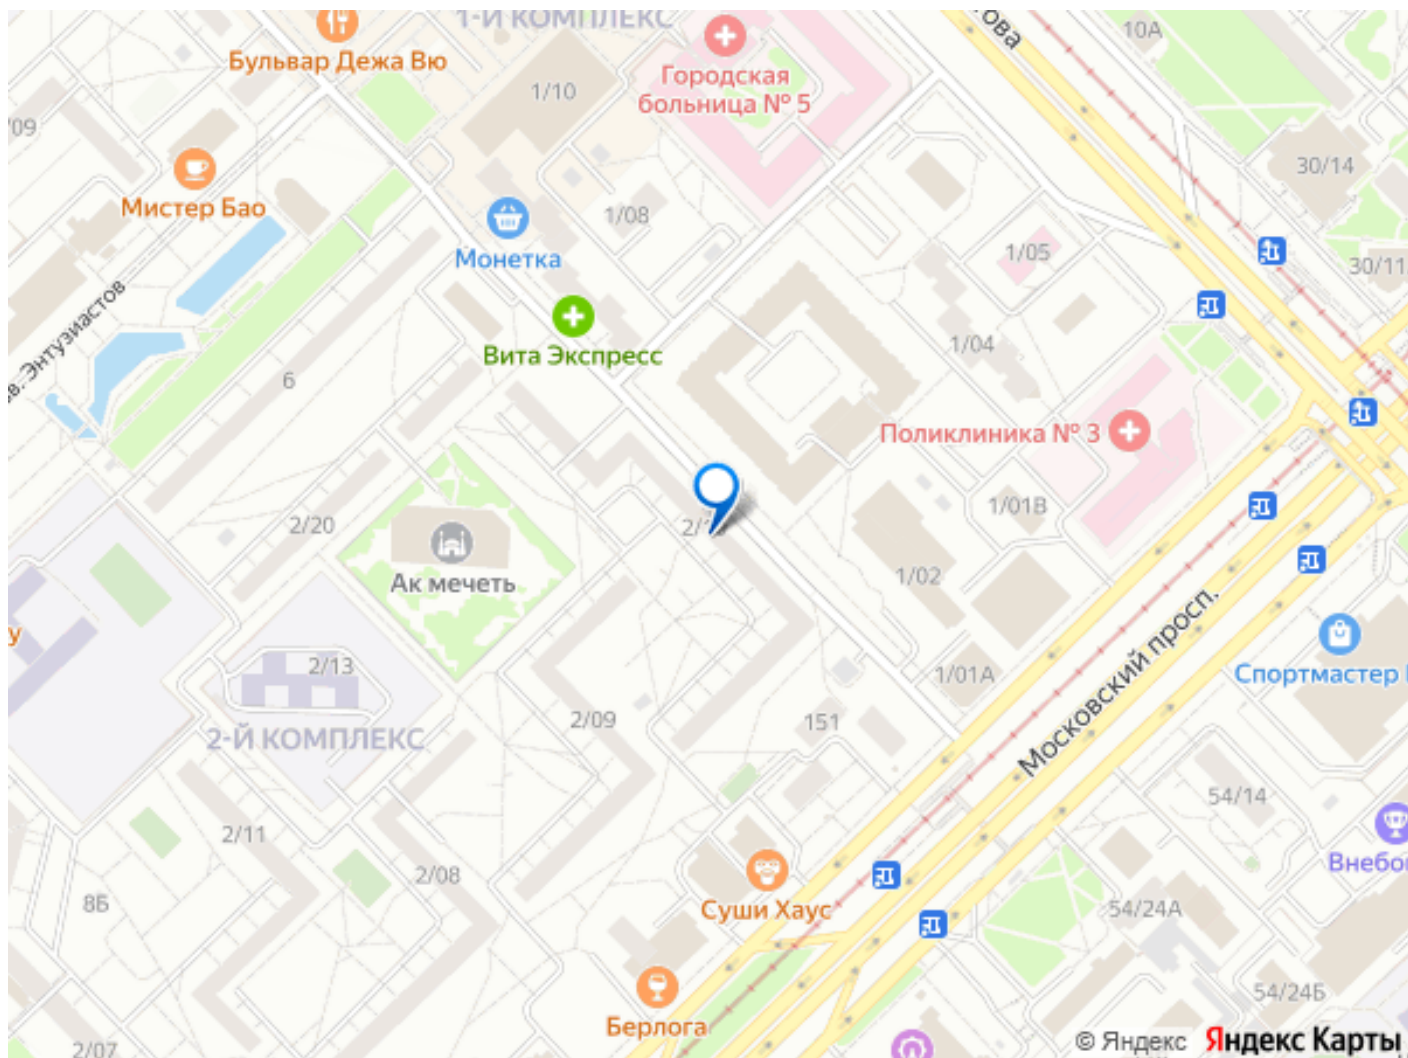 1-Й КОМПЛЕКС
10А
Бульвар Дежа Вю
Городская
больница № 5
1/10
/09
30/14
Мистер Бао
1/08
Монетка
1/05
30/11
Энтузиастов
Вита Экспресс
1/04
6
Поликлиника № 3
1/01В
2/20
Ак мечеть
1/02
у
2/13
1/01А
Московский просп.
Спортмастер
2/09
151
2-Й КОМПЛЕКС
54/14
2/11
Внебо
2/08
8Б
Суши Хаус
54/24А
54/24Б
Берлога
2/07
© Яндекс Яндекс Карты